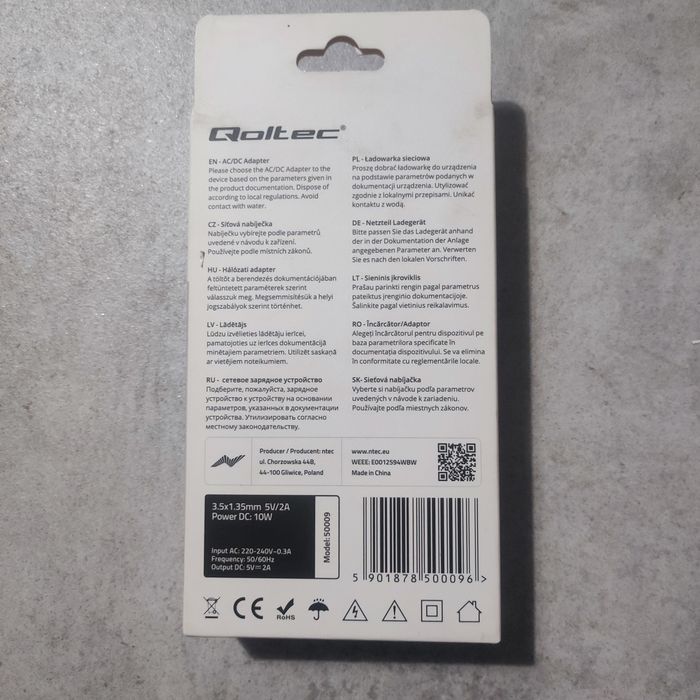 Qoltec®
EN - AC/DC Adapter
Please choose the AC/DC Adapter to the
device based on the parameters given in
the product documentation. Dispose of
according to local regulations. Avoid
contact with water.
CZ - Síťová nabíječka
Nabíječku vybírejte podle parametrů
uvedené v návodu k zařízení.
Používejte podle místních zákonů.
HU - Hálózati adapter
A töltőt a berendezés dokumentációjában
feltüntetett paraméterek szerint
válasszuk meg. Megsemmisítésük a helyi
jogszabályok szerint történhet.
LV - Lādētājs
Lūdzu izvēlieties lādētāju ierīcei,
pamatojoties uz ierīces dokumentācijā
minētajiem parametriem. Utilizēt saskaņā
ar vietējiem noteikumiem.
RU - сетевое зарядное устройство
Подберите, пожалуйста, зарядное
устройство к устройству на основании
параметров, указанных в документации
устройства. Утилизировать согласно
местному законодательству.
PL - Ładowarka sieciowa
Proszę dobrać ładowarkę do urządzenia
na podstawie parametrów podanych w
dokumentacji urządzenia. Utylizować
zgodnie z lokalnymi przepisami. Unikać
kontaktu z wodą.
DE - Netzteil Ladegerät
Bitte passen Sie das Ladegerät anhand
der in der Dokumentation der Anlage
angegebenen Parameter an. Verwerten
Sie es nach den lokalen Vorschriften.
LT - Sieninis įkroviklis
Prašau parinkti rengin pagal parametrus
pateiktus įrenginio dokumentacijoje.
Šalinkite pagal vietinius reikalavimus.
RO - Încărcător/Adaptor
Alegeți încărcătorul pentru dispozitivul pe
baza parametrilora specificate în
documentația dispozitivului. Se va elimina
în conformitate cu reglementările locale.
SK- Sieťová nabíjačka
Vyberte si nabíjačku podľa parametrov
uvedených v návode k zariadeniu.
Používajte podľa miestnych zákonov.
Producer / Producent: ntec
ul. Chorzowska 44B,
44-100 Gliwice, Poland
www.ntec.eu
WEEE: E0012594WBW
Made in China
3.5x1.35mm 5V/2A
Power DC: 10W
Input AC: 220-240V~0.3A
Frequency: 50/60Hz
Output DC: 5V⎓2A
Model: 50009
5 901878 500096 >
CE
RoHS